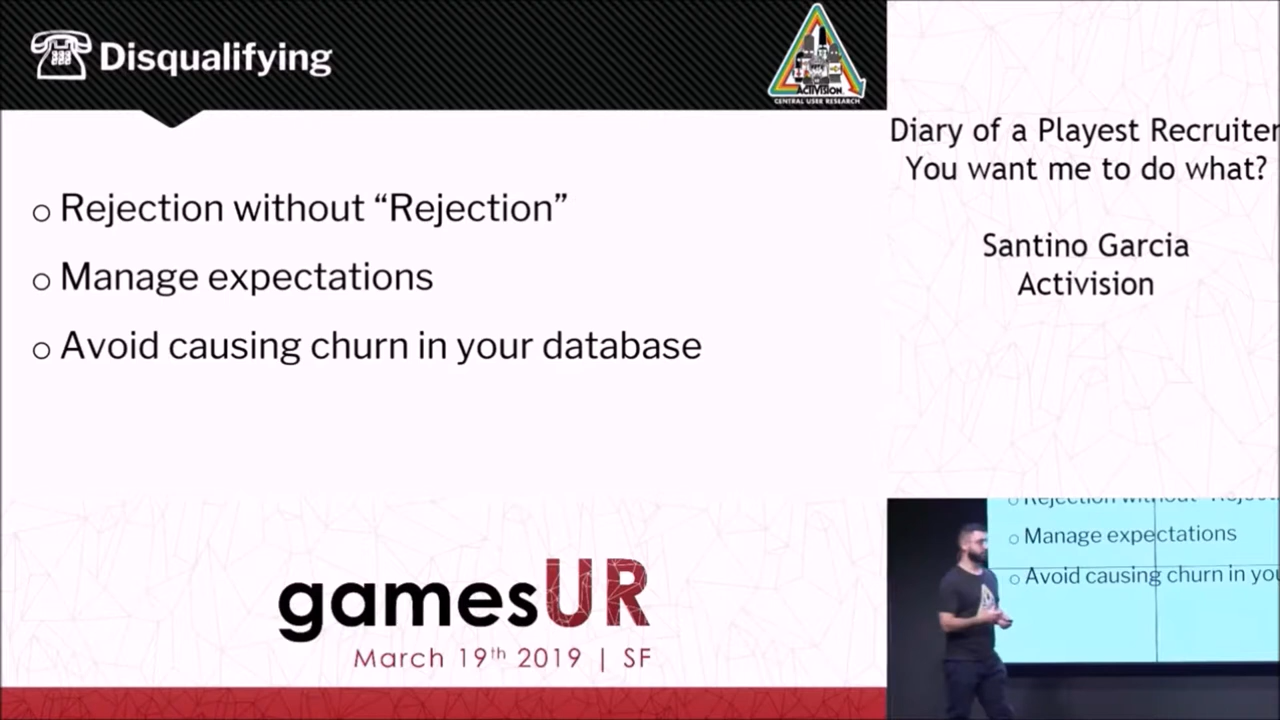 Disqualifying
ACTIVISION
CENTRAL USER RESEARCH
Rejection without “Rejection”
Manage expectations
Avoid causing churn in your database
gamesUR
March 19th 2019 | SF
Diary of a Playest Recruiter
You want me to do what?
Santino Garcia
Activision
Rejection without
Manage expectations
Avoid causing churn in you